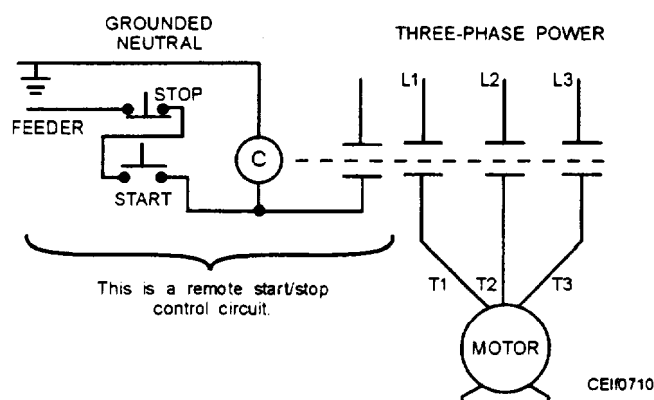 GROUNDED
NEUTRAL
THREE-PHASE POWER
L1 L2 L3
STOP
FEEDER
C
START
This is a remote start/stop
control circuit.
T1 T2 T3
MOTOR
CEIf0710